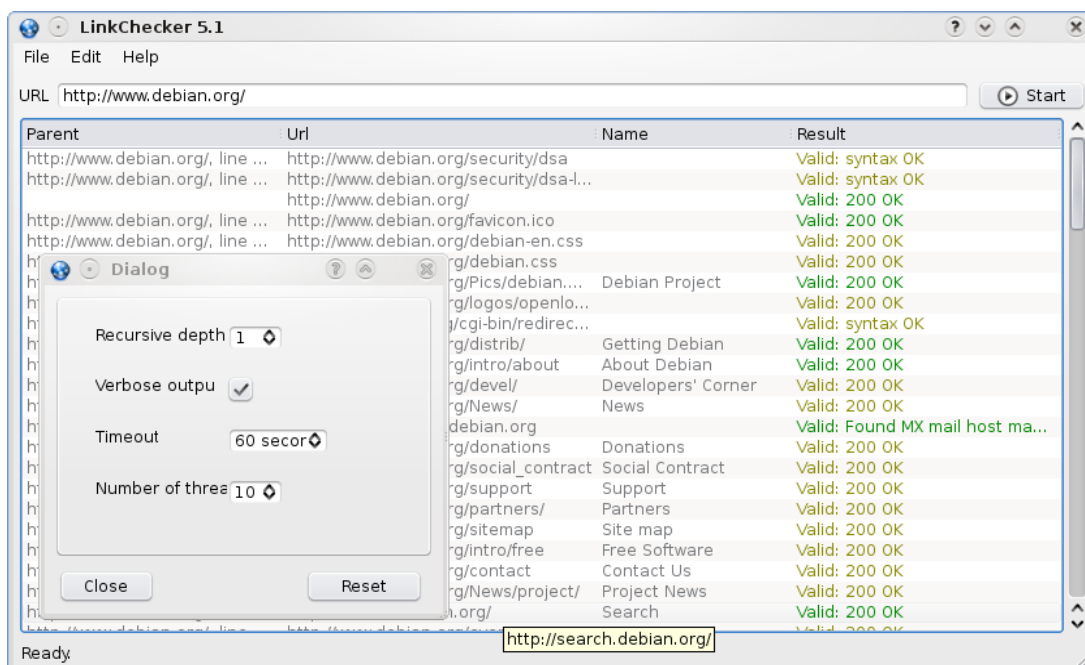 LinkChecker 5.1
File Edit Help
URL http://www.debian.org/ Start
Parent Url Name Result
http://www.debian.org/, line ... http://www.debian.org/security/dsa Valid: syntax OK
http://www.debian.org/, line ... http://www.debian.org/security/dsa-l... Valid: syntax OK
http://www.debian.org/ Valid: 200 OK
http://www.debian.org/, line ... http://www.debian.org/favicon.ico Valid: 200 OK
http://www.debian.org/, line ... http://www.debian.org/debian-en.css Valid: 200 OK
rg/debian.css Valid: 200 OK
rg/Pics/debian.... Debian Project Valid: 200 OK
rg/logos/openlo... Valid: 200 OK
g/cgi-bin/redirec... Valid: syntax OK
rg/distrib/ Getting Debian Valid: 200 OK
rg/intro/about About Debian Valid: 200 OK
rg/devel/ Developers' Corner Valid: 200 OK
rg/News/ News Valid: 200 OK
debian.org Valid: Found MX mail host ma...
rg/donations Donations Valid: 200 OK
rg/social_contract Social Contract Valid: 200 OK
rg/support Support Valid: 200 OK
rg/partners/ Partners Valid: 200 OK
rg/sitemap Site map Valid: 200 OK
rg/intro/free Free Software Valid: 200 OK
rg/contact Contact Us Valid: 200 OK
rg/News/project/ Project News Valid: 200 OK
.org/ Search Valid: 200 OK
Dialog
Recursive depth 1
Verbose outpu
Timeout 60 secor
Number of threa 10
Close Reset
http://search.debian.org/
Ready.